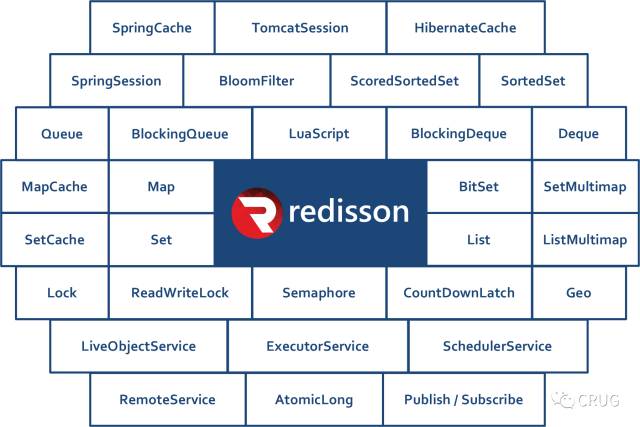 SpringCache TomcatSession HibernateCache
SpringSession BloomFilter ScoredSortedSet SortedSet
Queue BlockingQueue LuaScript BlockingDeque Deque
MapCache Map BitSet SetMultimap
redisson
SetCache Set List ListMultimap
Lock ReadWriteLock Semaphore CountDownLatch Geo
LiveObjectService ExecutorService SchedulerService
RemoteService AtomicLong Publish / Subscribe
CRUG